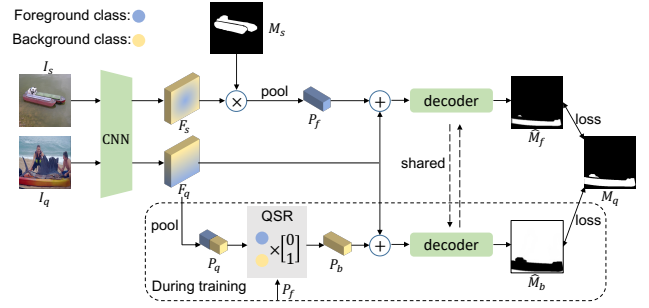 Foreground class:
Background class:
M_s
I_s
CNN
F_s
×
pool
P_f
+
decoder
M̂_f
loss
shared
M_q
I_q
F_q
pool
QSR
P_q
×[0 1]
P_b
+
decoder
M̂_b
loss
During training
P_f